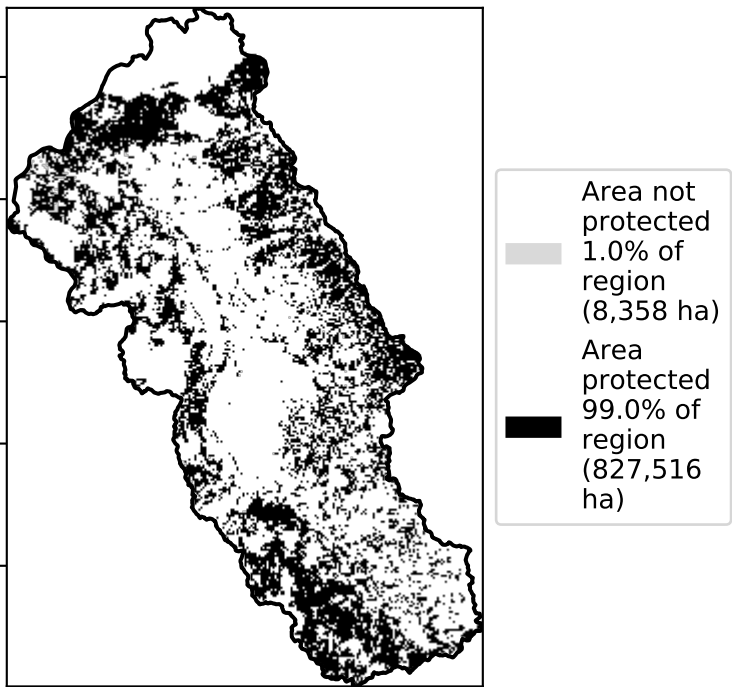 Area not
protected
1.0% of
region
(8,358 ha)
Area
protected
99.0% of
region
(827,516
ha)